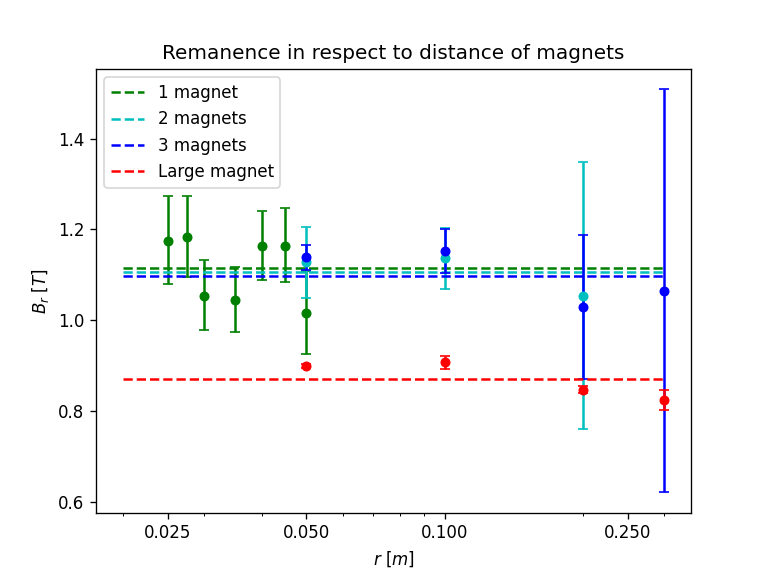 Remanence in respect to distance of magnets
1 magnet
2 magnets
3 magnets
Large magnet
1.4
1.2
1.0
0.8
0.6
B_r [T]
0.025
0.050
0.100
0.250
r [m]